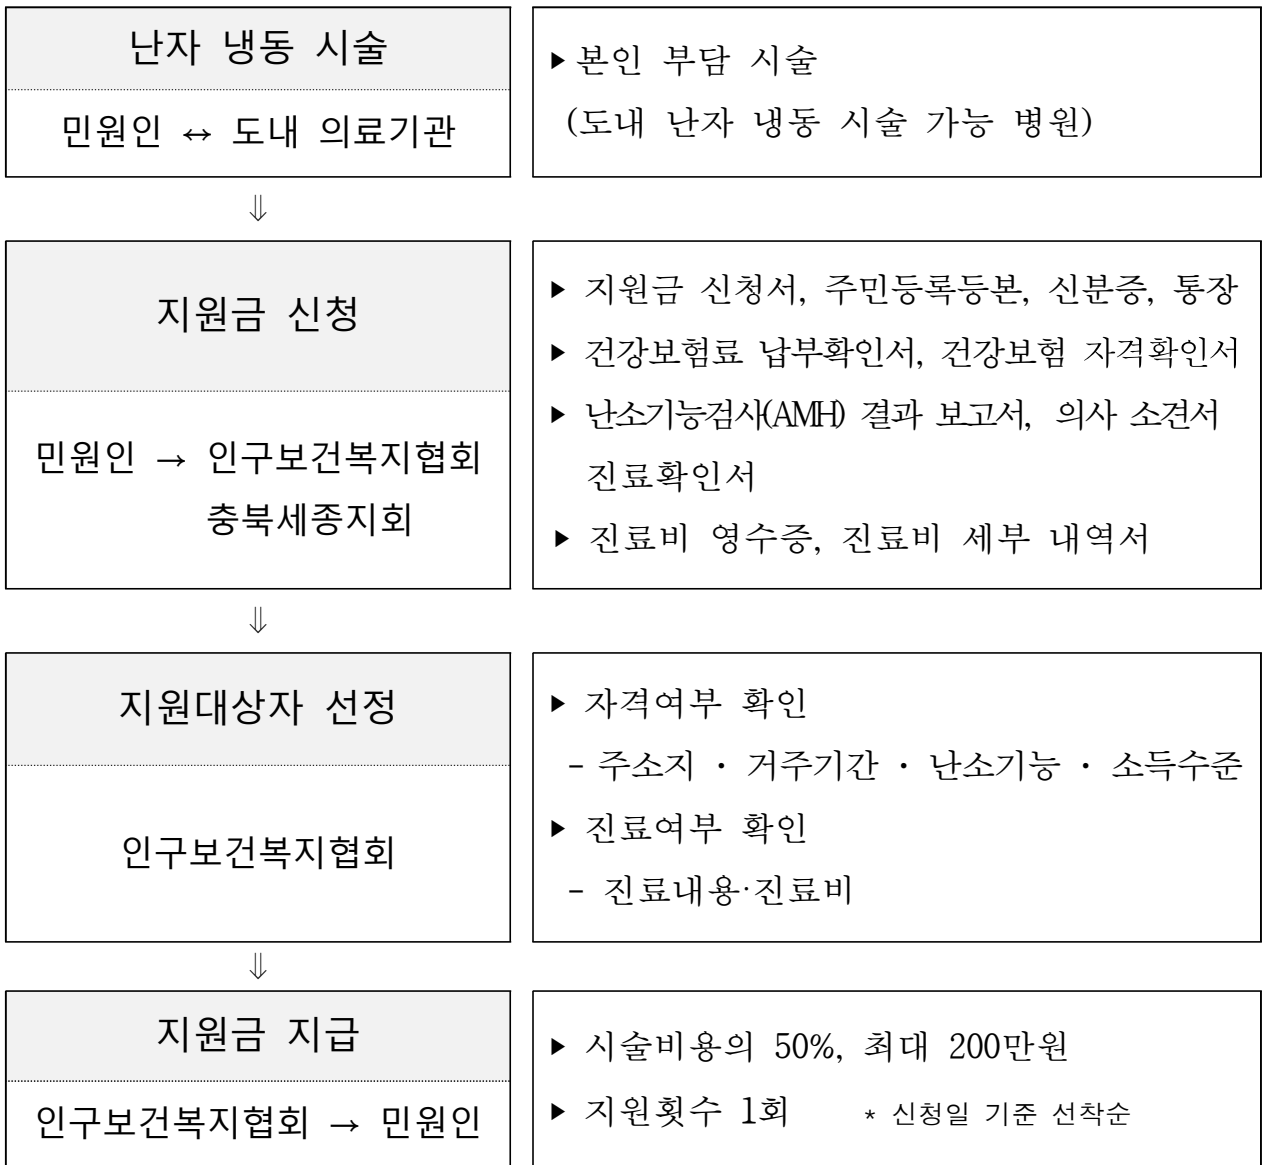 난자 냉동 시술
민원인 ↔ 도내 의료기관
▶ 본인 부담 시술
(도내 난자 냉동 시술 가능 병원)
⇓
지원금 신청
민원인 → 인구보건복지협회
충북세종지회
▶ 지원금 신청서, 주민등록등본, 신분증, 통장
▶ 건강보험료 납부확인서, 건강보험 자격확인서
▶ 난소기능검사(AMH) 결과 보고서, 의사 소견서
진료확인서
▶ 진료비 영수증, 진료비 세부 내역서
⇓
지원대상자 선정
인구보건복지협회
▶ 자격여부 확인
- 주소지 · 거주기간 · 난소기능 · 소득수준
▶ 진료여부 확인
- 진료내용·진료비
⇓
지원금 지급
인구보건복지협회 → 민원인
▶ 시술비용의 50%, 최대 200만원
▶ 지원횟수 1회 * 신청일 기준 선착순